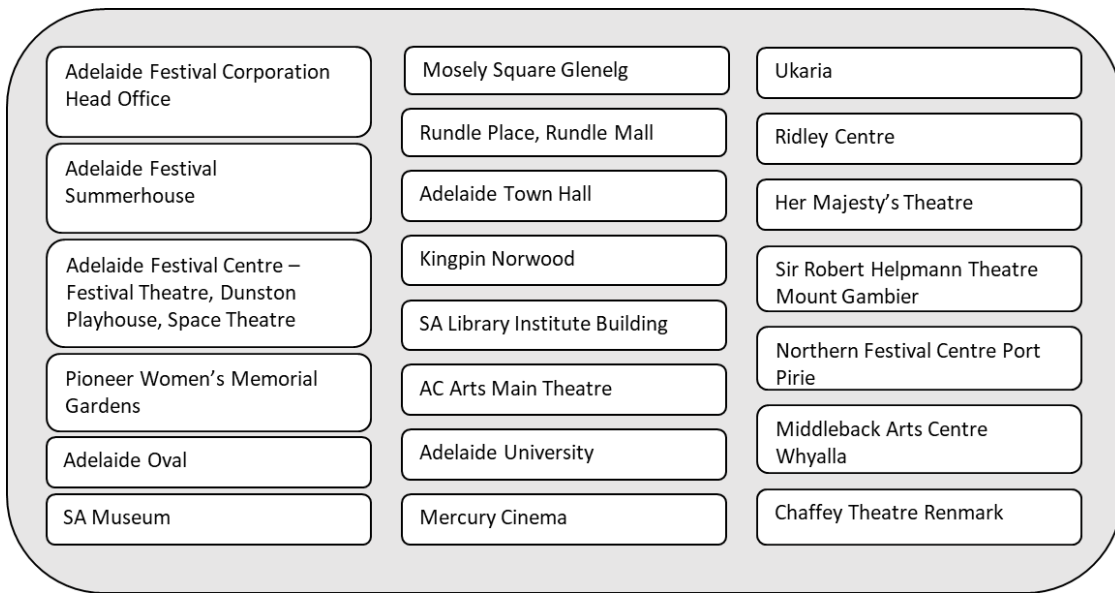 Adelaide Festival Corporation
Head Office
Adelaide Festival
Summerhouse
Adelaide Festival Centre –
Festival Theatre, Dunston
Playhouse, Space Theatre
Pioneer Women’s Memorial
Gardens
Adelaide Oval
SA Museum
Mosely Square Glenelg
Rundle Place, Rundle Mall
Adelaide Town Hall
Kingpin Norwood
SA Library Institute Building
AC Arts Main Theatre
Adelaide University
Mercury Cinema
Ukaria
Ridley Centre
Her Majesty’s Theatre
Sir Robert Helpmann Theatre
Mount Gambier
Northern Festival Centre Port
Pirie
Middleback Arts Centre
Whyalla
Chaffey Theatre Renmark